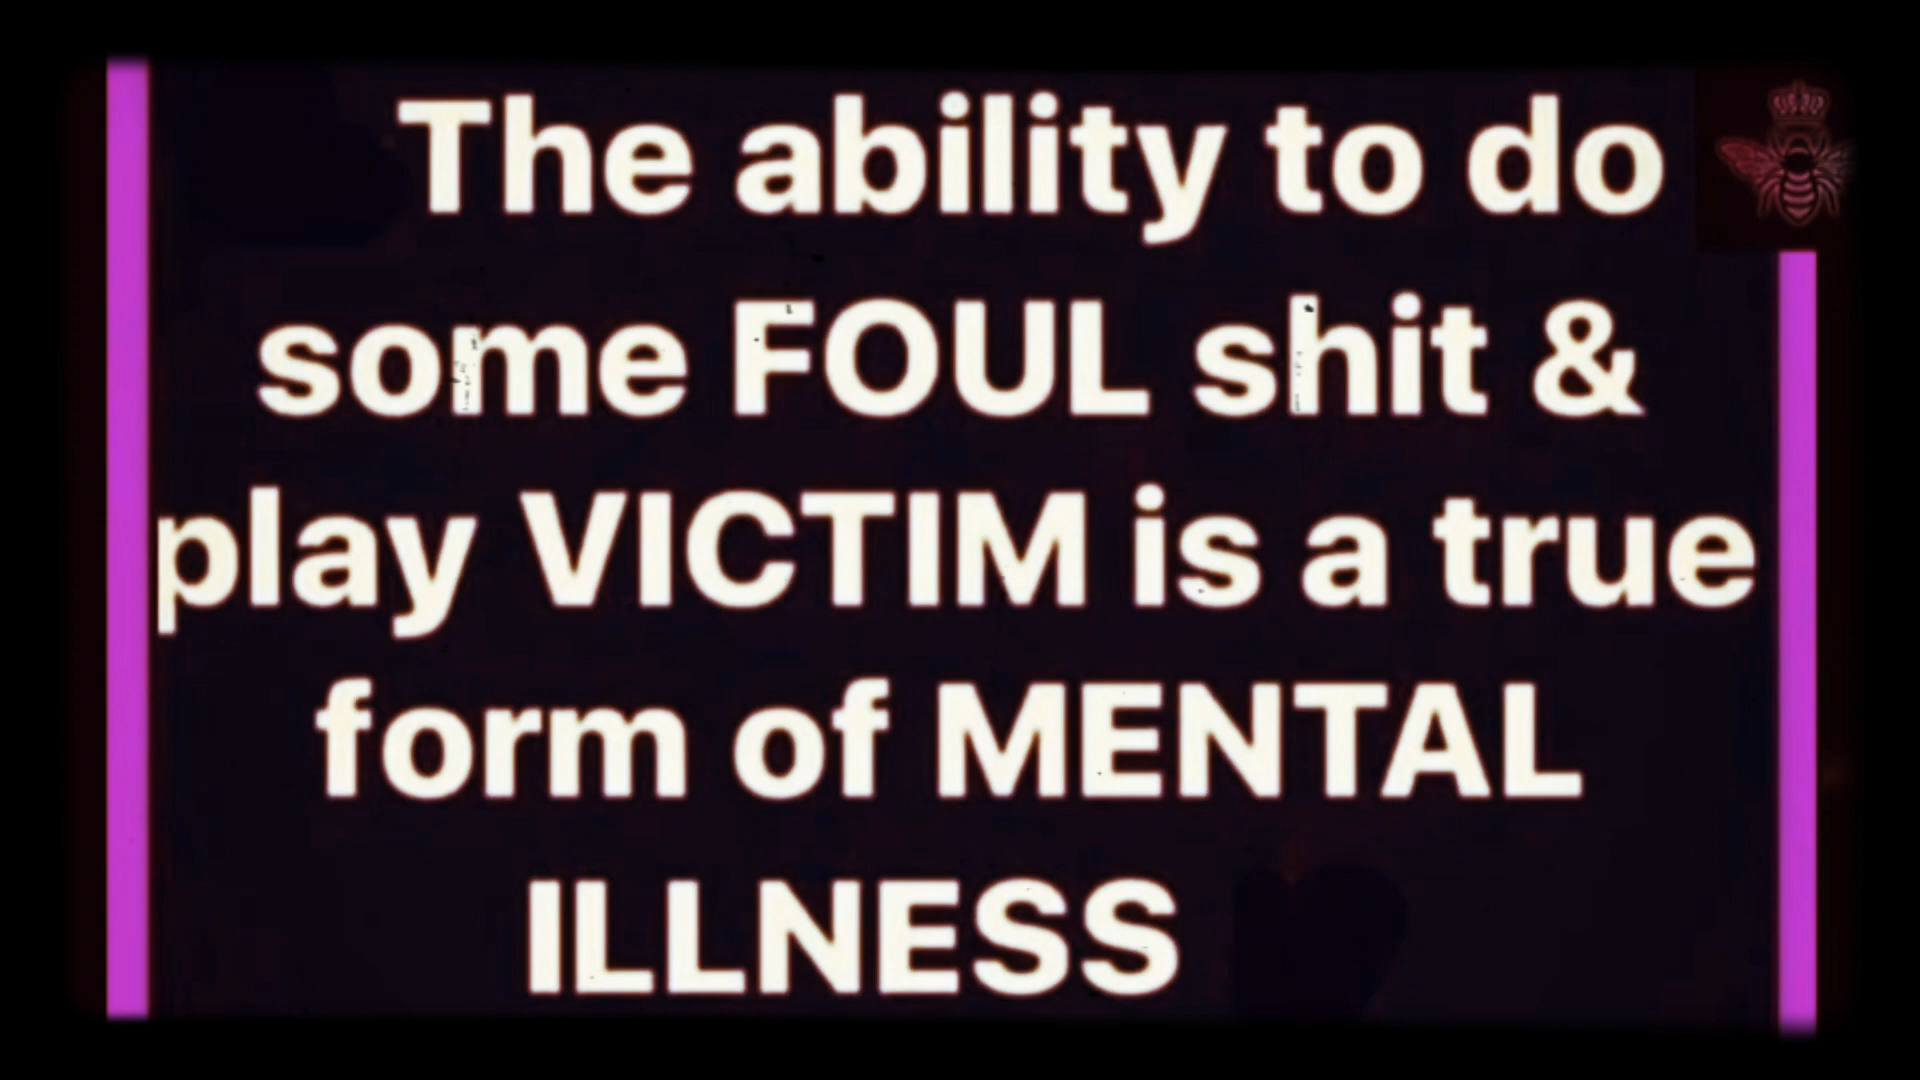 The ability to do
some FOUL shit &
play VICTIM is a true
form of MENTAL
ILLNESS